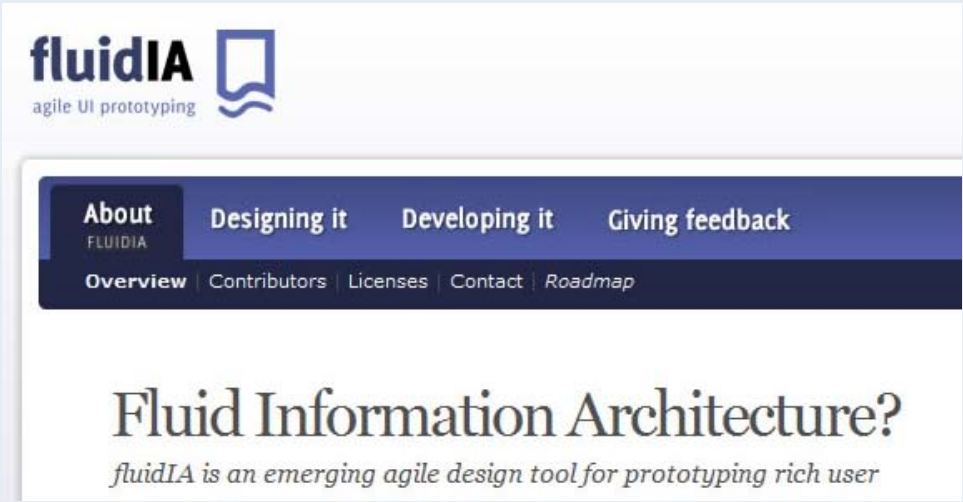 fluidIA
agile UI prototyping
About Designing it Developing it Giving feedback
FLUIDIA
Overview | Contributors | Licenses | Contact | Roadmap
Fluid Information Architecture?
fluidIA is an emerging agile design tool for prototyping rich user